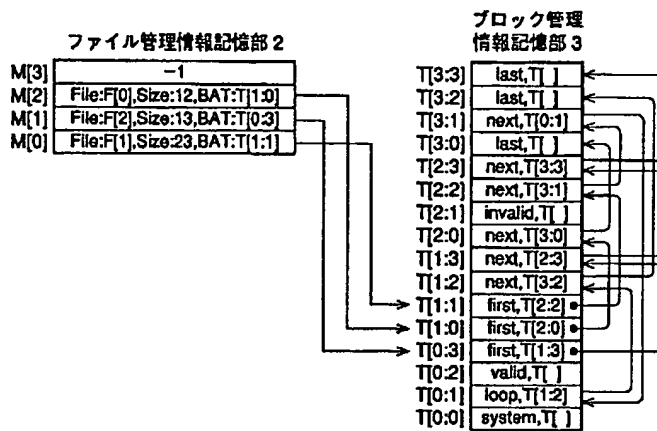 ファイル管理情報記憶部 2
M[3] −1
M[2] File:F[0],Size:12,BAT:T[1:0]
M[1] File:F[2],Size:13,BAT:T[0:3]
M[0] File:F[1],Size:23,BAT:T[1:1]
ブロック管理
情報記憶部 3
T[3:3] last,T[ ]
T[3:2] last,T[ ]
T[3:1] next,T[0:1]
T[3:0] last,T[ ]
T[2:3] next,T[3:3]
T[2:2] next,T[3:1]
T[2:1] invalid,T[ ]
T[2:0] next,T[3:0]
T[1:3] next,T[2:3]
T[1:2] next,T[3:2]
T[1:1] first,T[2:2]
T[1:0] first,T[2:0]
T[0:3] first,T[1:3]
T[0:2] valid,T[ ]
T[0:1] loop,T[1:2]
T[0:0] system,T[ ]